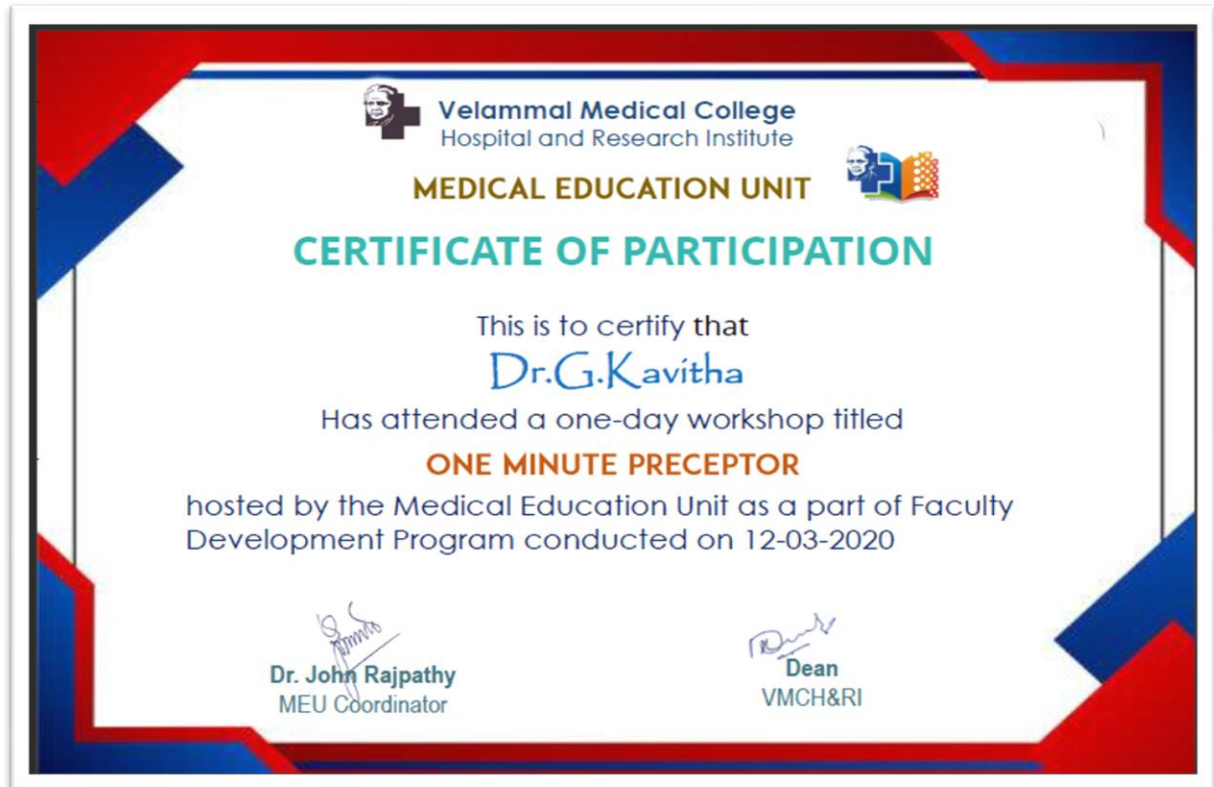 Velammal Medical College
Hospital and Research Institute
MEDICAL EDUCATION UNIT
CERTIFICATE OF PARTICIPATION
This is to certify that
Dr.G.Kavitha
Has attended a one-day workshop titled
ONE MINUTE PRECEPTOR
hosted by the Medical Education Unit as a part of Faculty
Development Program conducted on 12-03-2020
Dr. John Rajpathy
MEU Coordinator
Dean
VMCH&RI